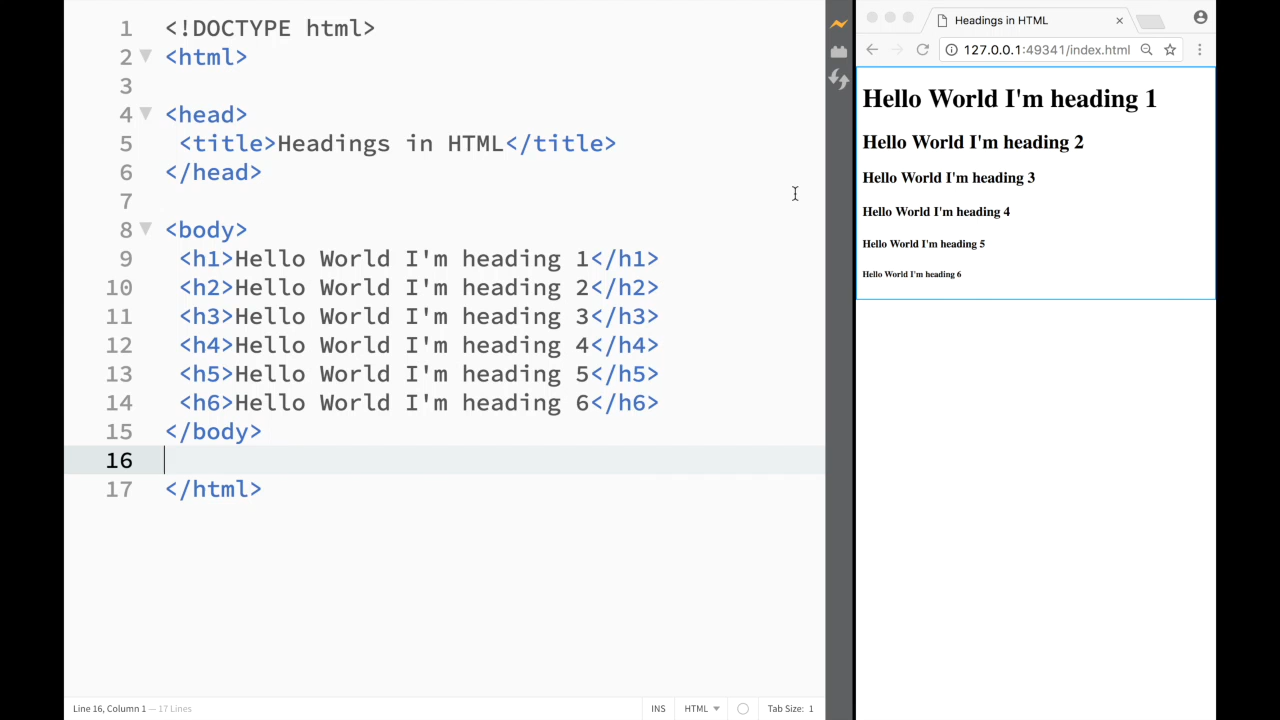 1 <!DOCTYPE html>
2 <html>
3
4 <head>
5 <title>Headings in HTML</title>
6 </head>
7
8 <body>
9 <h1>Hello World I'm heading 1</h1>
10 <h2>Hello World I'm heading 2</h2>
11 <h3>Hello World I'm heading 3</h3>
12 <h4>Hello World I'm heading 4</h4>
13 <h5>Hello World I'm heading 5</h5>
14 <h6>Hello World I'm heading 6</h6>
15 </body>
16
17 </html>
Line 16, Column 1 — 17 Lines
INS
HTML
Tab Size: 1
Headings in HTML
127.0.0.1:49341/index.html
Hello World I'm heading 1
Hello World I'm heading 2
Hello World I'm heading 3
Hello World I'm heading 4
Hello World I'm heading 5
Hello World I'm heading 6